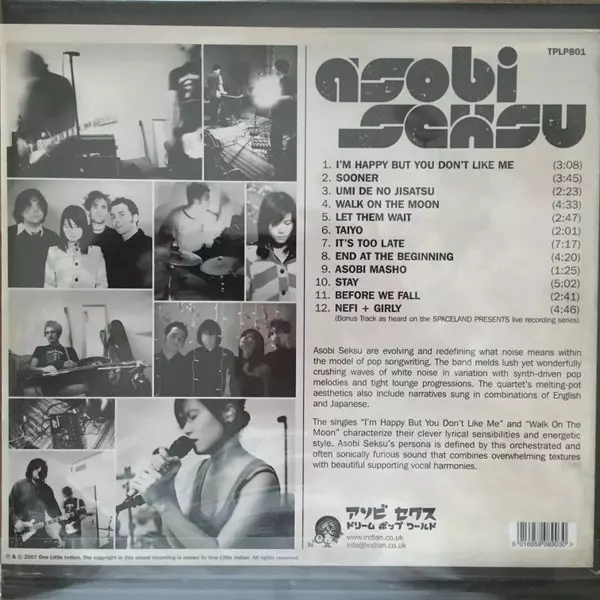 TPLP801
asobi
seksu
1. I'M HAPPY BUT YOU DON'T LIKE ME (3:08)
2. SOONER (3:45)
3. UMI DE NO JISATSU (2:23)
4. WALK ON THE MOON (4:33)
5. LET THEM WAIT (2:47)
6. TAIYO (2:01)
7. IT'S TOO LATE (7:17)
8. END AT THE BEGINNING (4:20)
9. ASOBI MASHO (1:25)
10. STAY (5:02)
11. BEFORE WE FALL (2:41)
12. NEFI + GIRLY (4:46)
(Bonus Track as heard on the SPACELAND PRESENTS live recording series)
Asobi Seksu are evolving and redefining what noise means within
the model of pop songwriting. The band melds lush yet wonderfully
crushing waves of white noise in variation with synth-driven pop
melodies and tight lounge progressions. The quartet's melting-pot
aesthetics also include narratives sung in combinations of English
and Japanese.
The singles "I'm Happy But You Don't Like Me" and "Walk On The
Moon" characterize their clever lyrical sensibilities and energetic
style. Asobi Seksu's persona is defined by this orchestrated and
often sonically furious sound that combines overwhelming textures
with beautiful supporting vocal harmonies.
アソビ セクス
ドリーム ポップ ワールド
www.indian.co.uk
info@indian.co.uk
5 016958 089030 >
℗ & © 2007 One Little Indian. The copyright in this sound recording is owned by One Little Indian. All rights reserved.